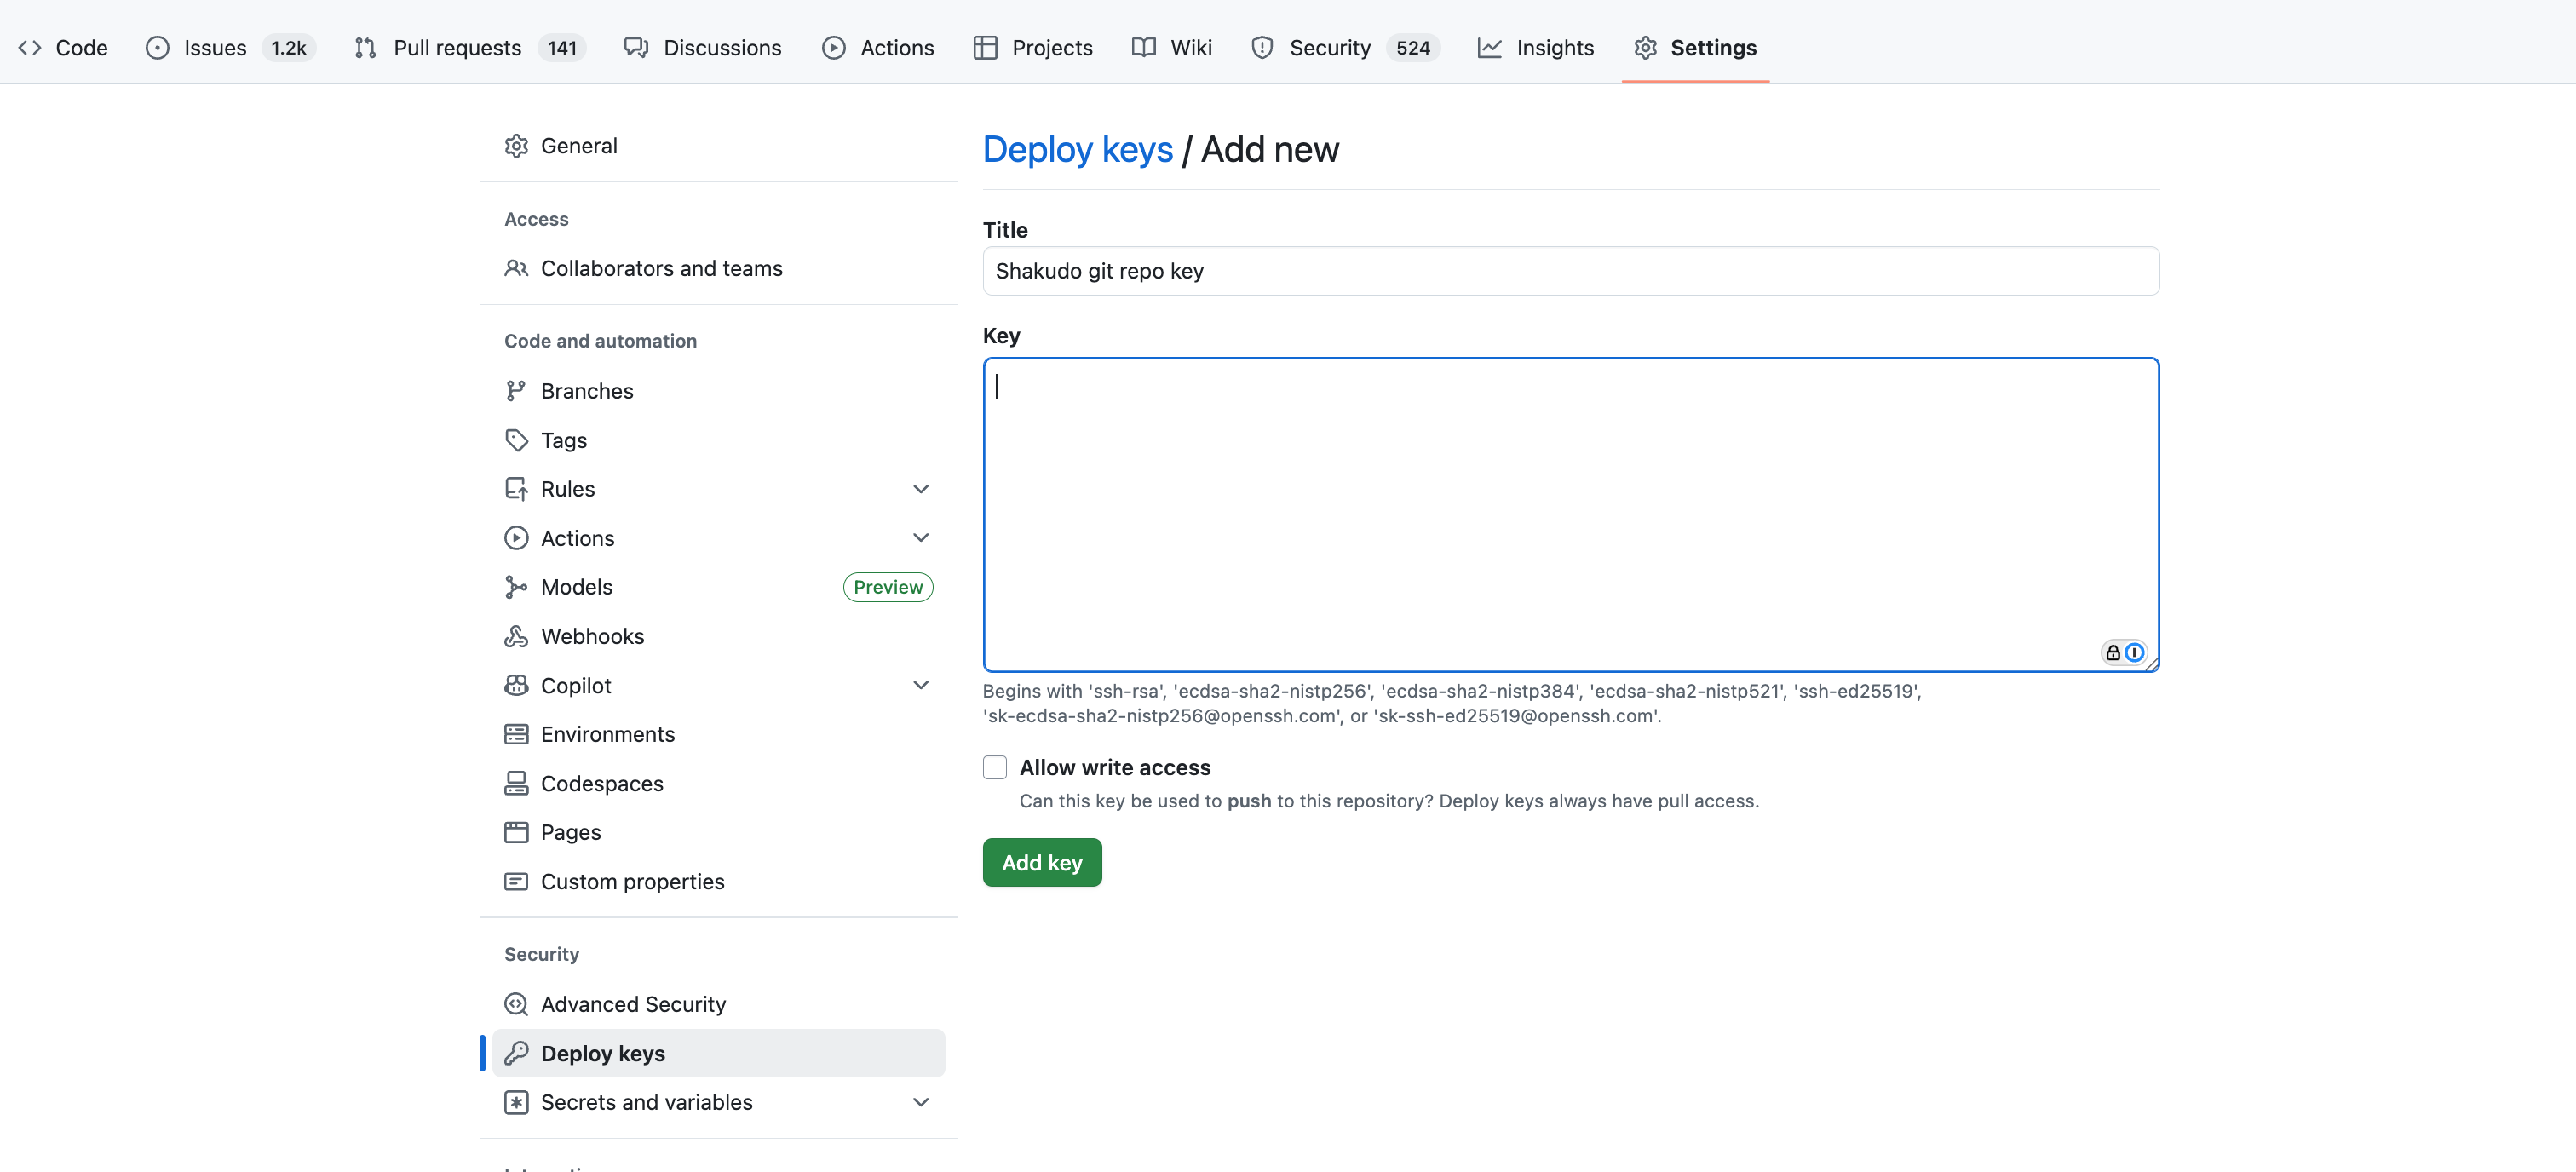 Code Issues 1.2k Pull requests 141 Discussions Actions Projects Wiki Security 524 Insights Settings
General
Access
Collaborators and teams
Code and automation
Branches
Tags
Rules
Actions
Models Preview
Webhooks
Copilot
Environments
Codespaces
Pages
Custom properties
Security
Advanced Security
Deploy keys
Secrets and variables
Deploy keys / Add new
Title
Shakudo git repo key
Key
Begins with 'ssh-rsa', 'ecdsa-sha2-nistp256', 'ecdsa-sha2-nistp384', 'ecdsa-sha2-nistp521', 'ssh-ed25519',
'sk-ecdsa-sha2-nistp256@openssh.com', or 'sk-ssh-ed25519@openssh.com'.
Allow write access
Can this key be used to push to this repository? Deploy keys always have pull access.
Add key